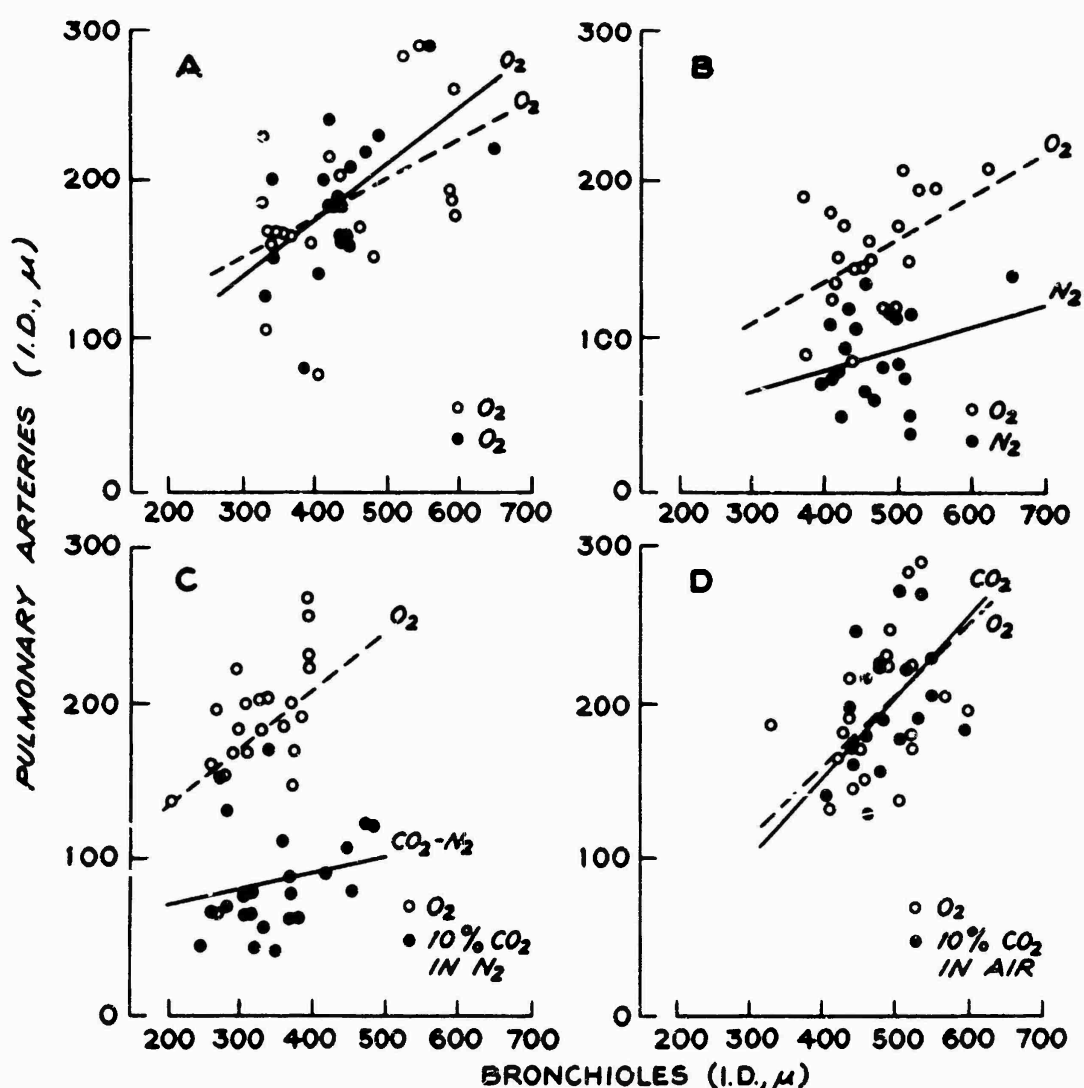 PULMONARY ARTERIES (I.D., μ)
A
300
200
100
0
200 300 400 500 600 700
O₂
O₂
O₂
O₂
B
300
200
100
0
200 300 400 500 600 700
O₂
N₂
O₂
N₂
C
300
200
100
0
200 300 400 500 600 700
O₂
CO₂-N₂
O₂
10% CO₂
IN N₂
D
300
200
100
0
200 300 400 500 600 700
CO₂
O₂
O₂
10% CO₂
IN AIR
BRONCHIOLES (I.D., μ)